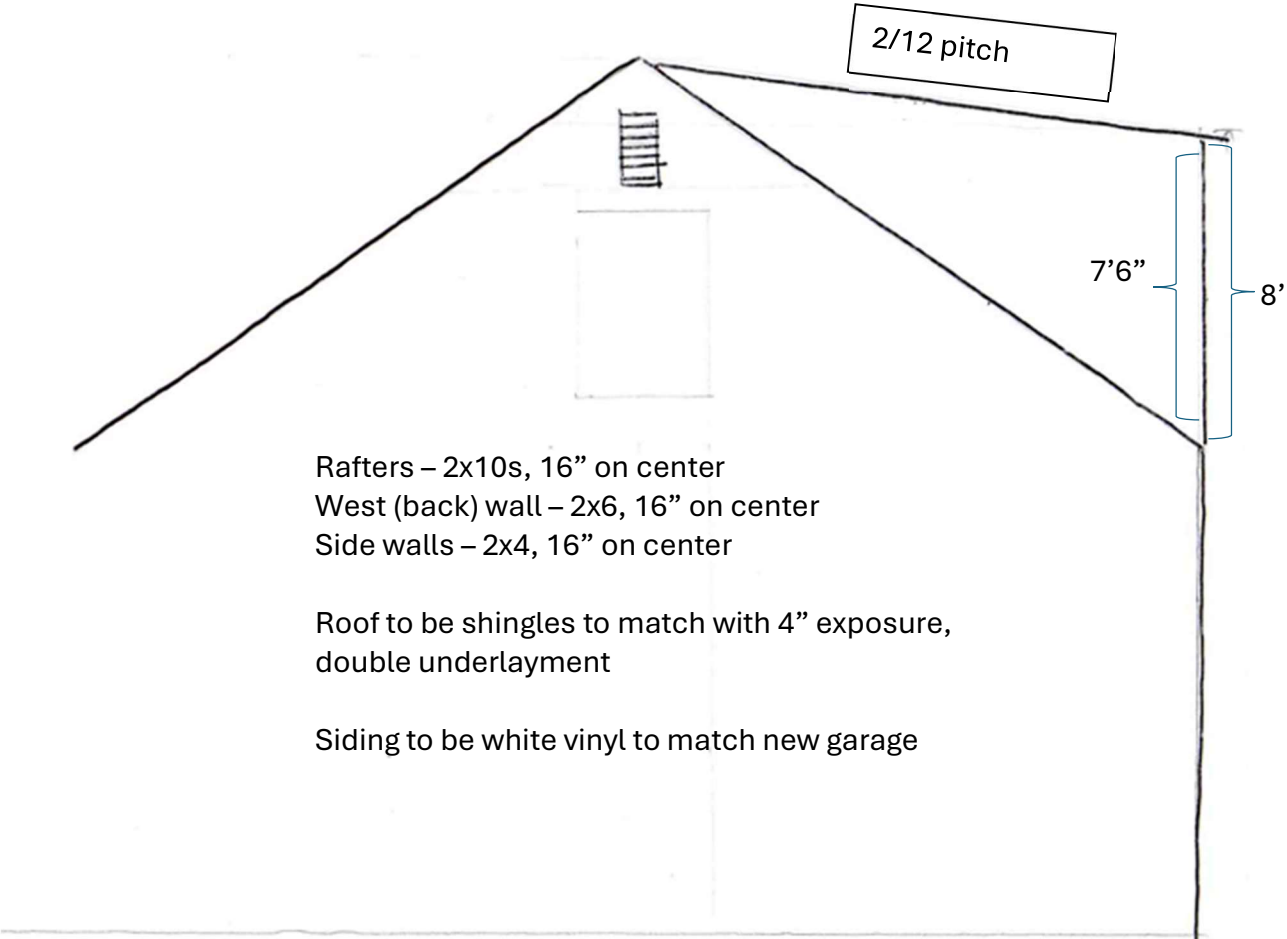 2/12 pitch
7’6”
8’
Rafters – 2x10s, 16” on center
West (back) wall – 2x6, 16” on center
Side walls – 2x4, 16” on center
Roof to be shingles to match with 4” exposure,
double underlayment
Siding to be white vinyl to match new garage